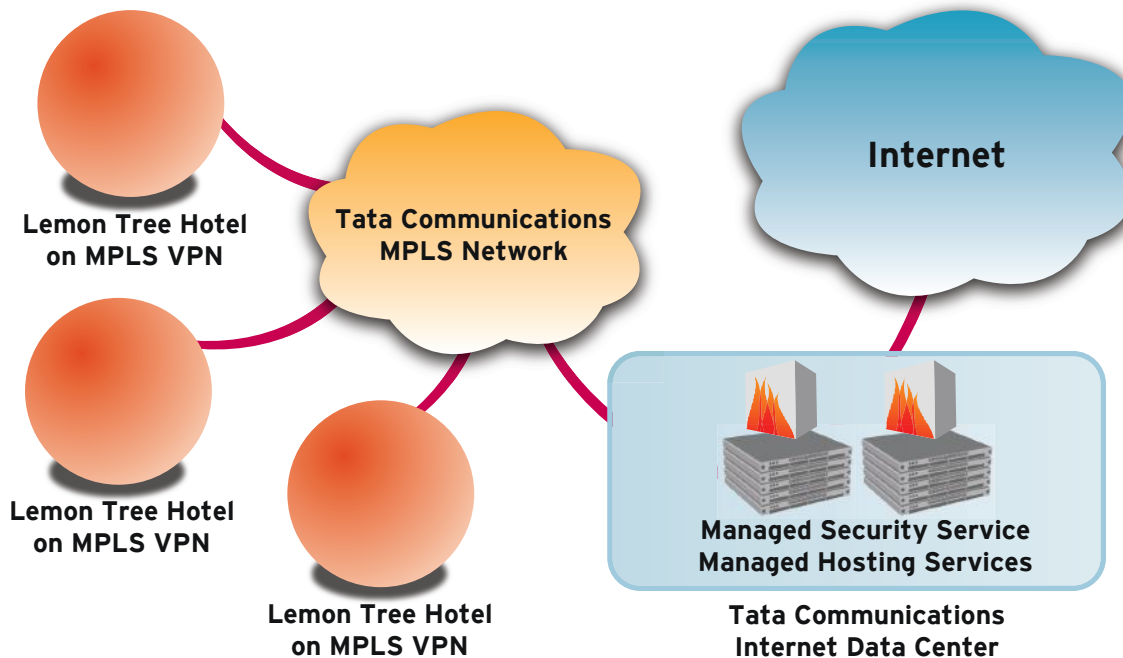 Lemon Tree Hotel
on MPLS VPN
Tata Communications
MPLS Network
Internet
Lemon Tree Hotel
on MPLS VPN
Lemon Tree Hotel
on MPLS VPN
Managed Security Service
Managed Hosting Services
Tata Communications
Internet Data Center